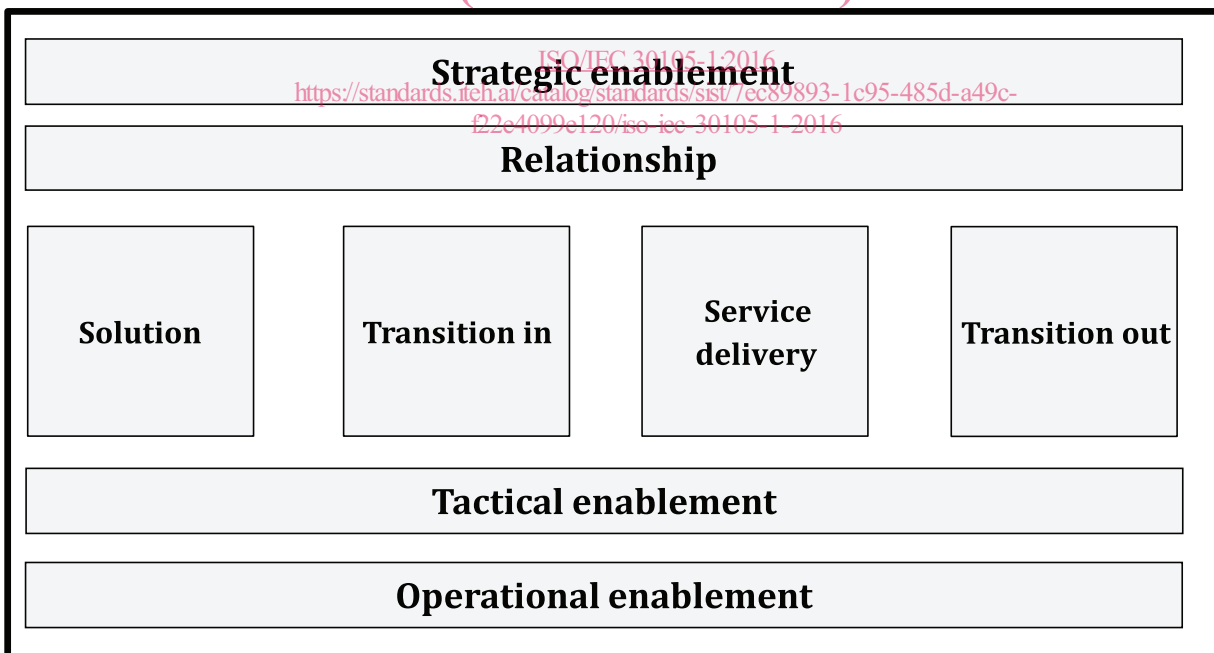 ISO/IEC 30105-1:2016
Strategic enablement
https://standards.iteh.ai/catalog/standards/sist/7ec89893-1c95-485d-a49c-
f22e4099e120/iso-iec-30105-1-2016
Relationship
Solution
Transition in
Service
delivery
Transition out
Tactical enablement
Operational enablement